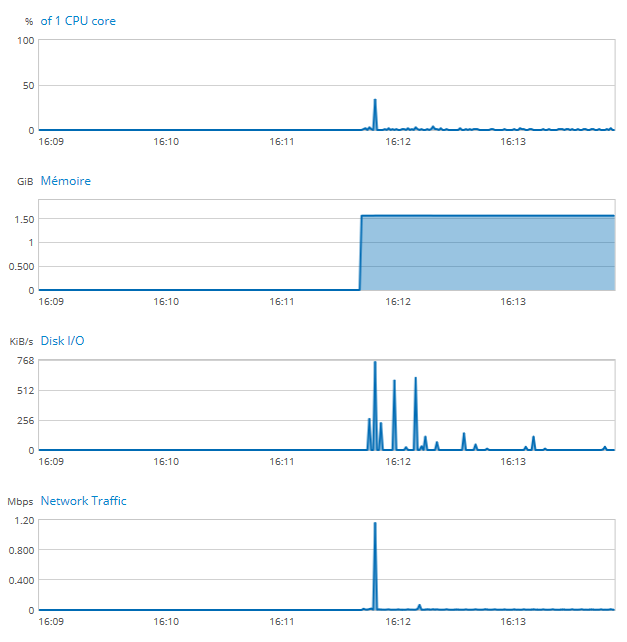 % of 1 CPU core
100
50
0
16:09 16:10 16:11 16:12 16:13
GiB Mémoire
1.50
1
0.500
0
16:09 16:10 16:11 16:12 16:13
KiB/s Disk I/O
768
512
256
0
16:09 16:10 16:11 16:12 16:13
Mbps Network Traffic
1.20
0.800
0.400
0
16:09 16:10 16:11 16:12 16:13